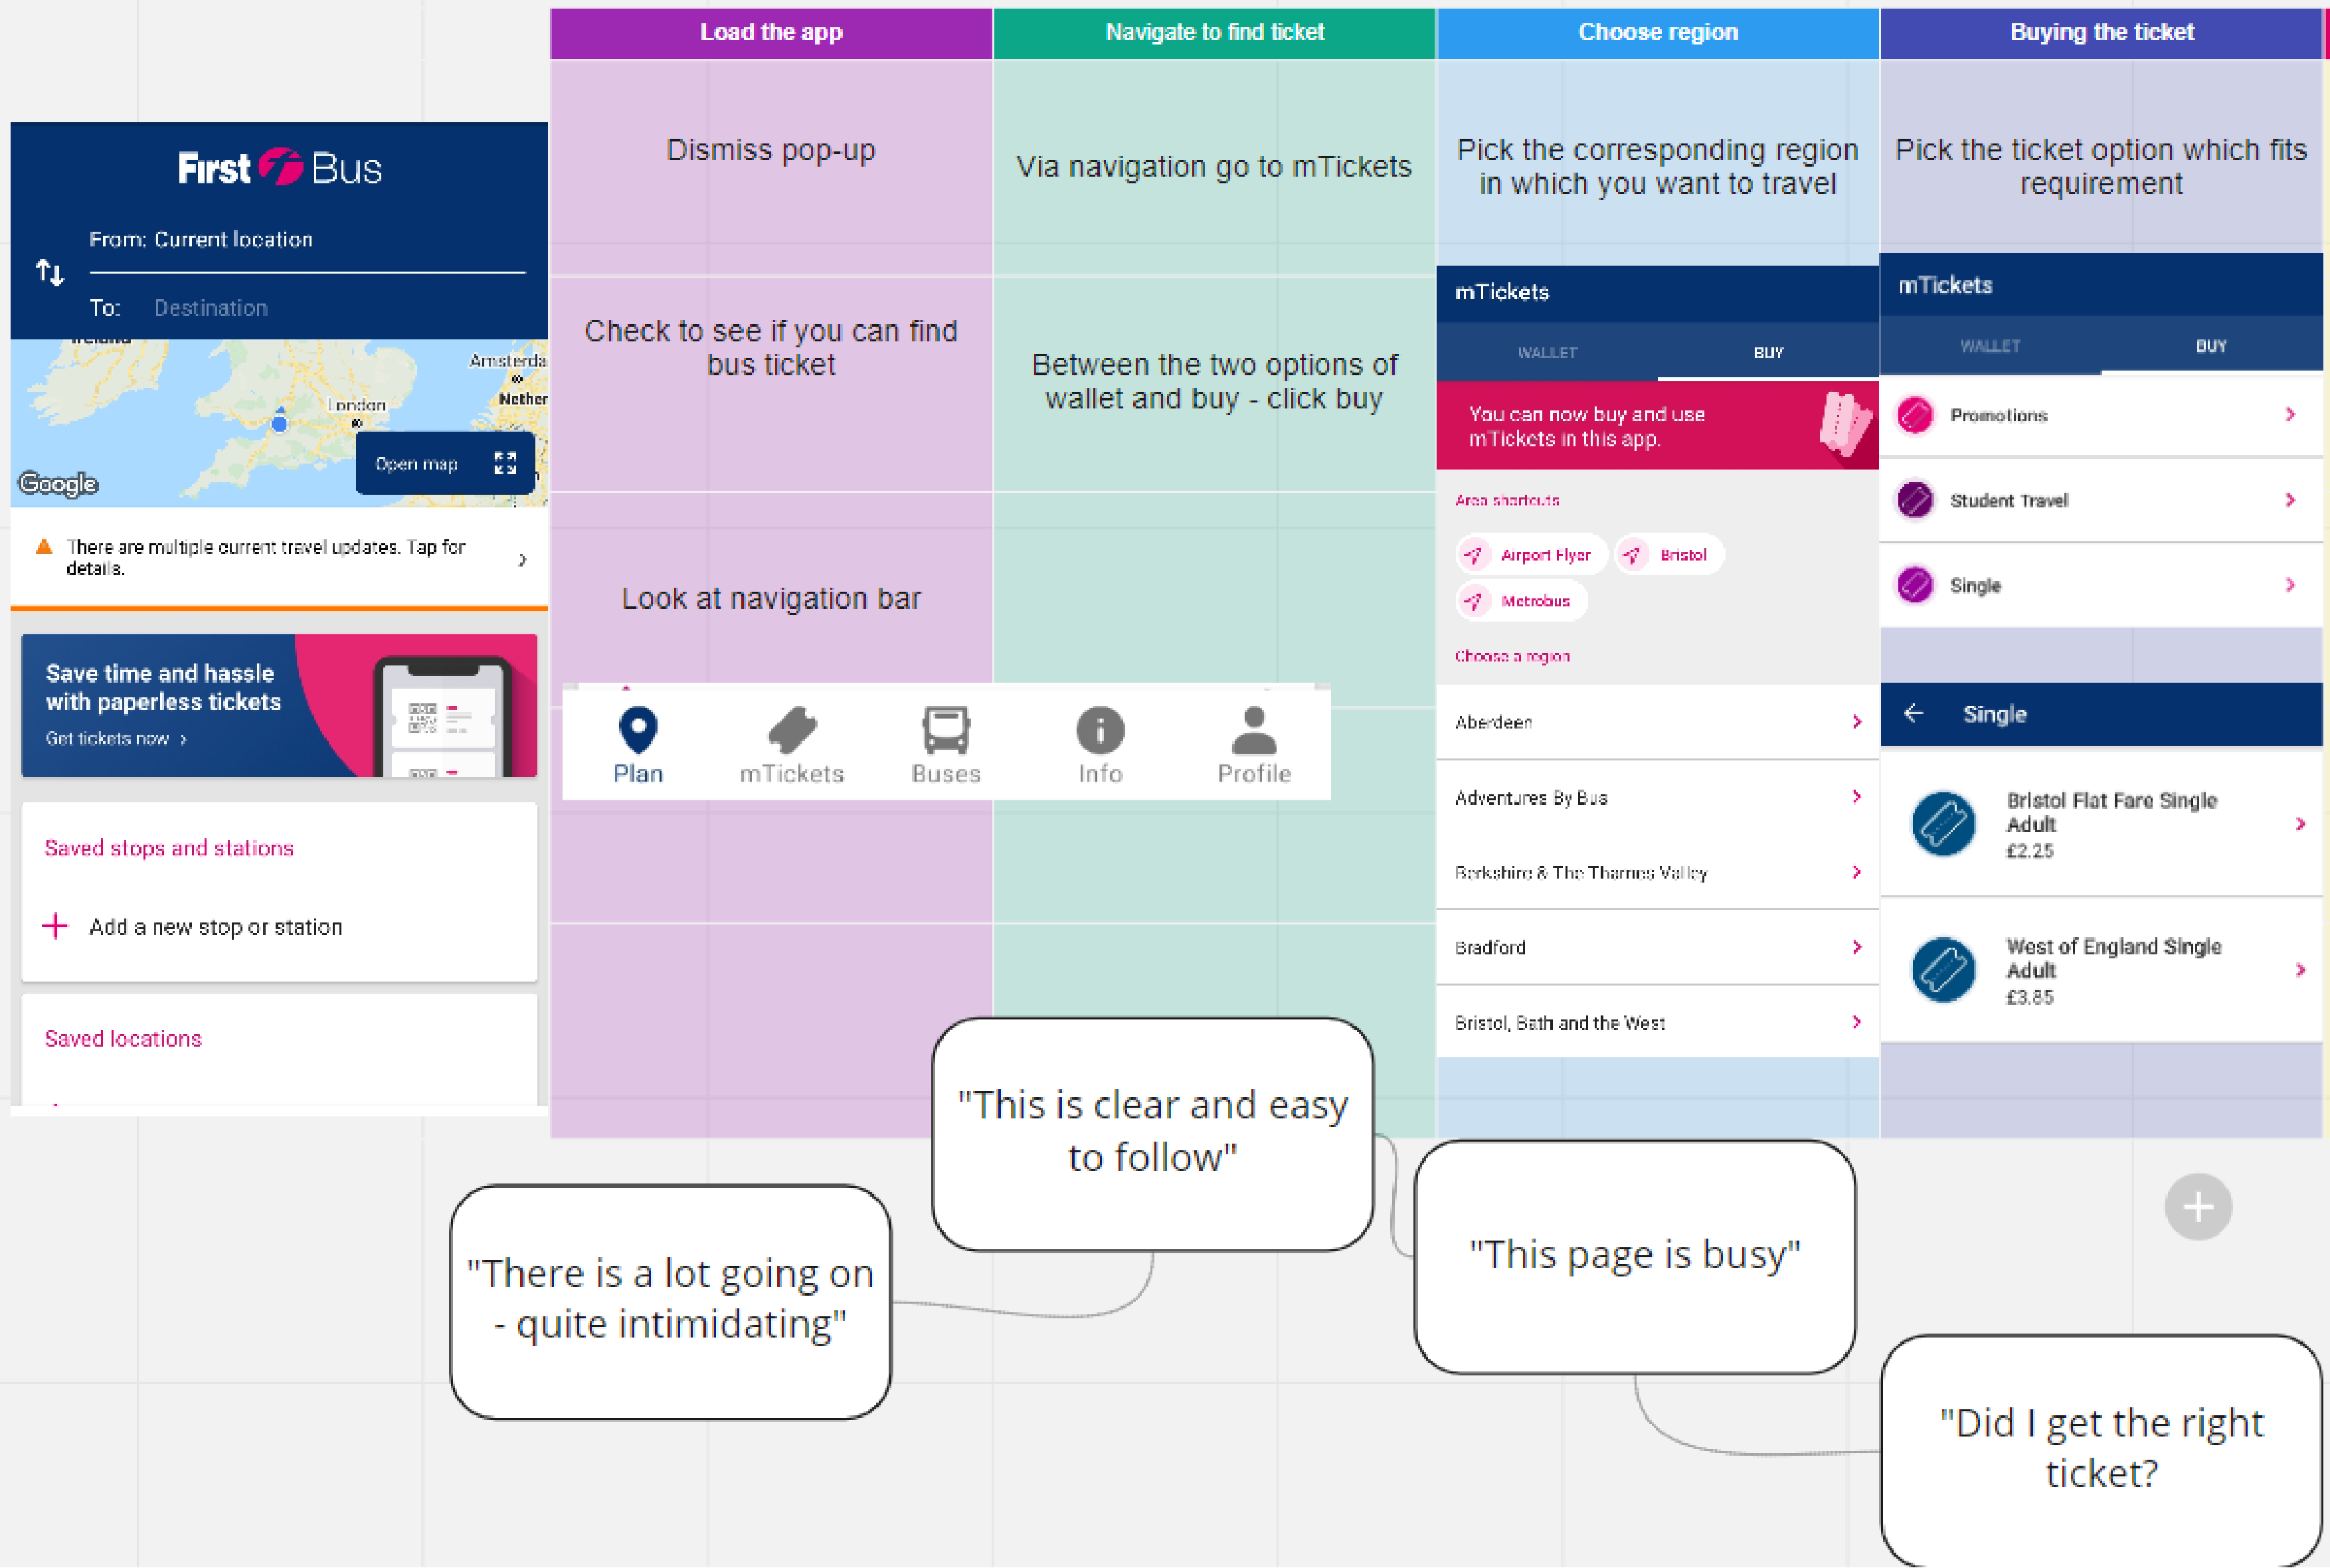 Load the app
Navigate to find ticket
Choose region
Buying the ticket
First Bus
From: Current location
To: Destination
Ireland
Amsterda
London
Nether
Open map
Google
There are multiple current travel updates. Tap for
details.
Save time and hassle
with paperless tickets
Get tickets now
Saved stops and stations
Add a new stop or station
Saved locations
Dismiss pop-up
Check to see if you can find
bus ticket
Look at navigation bar
Plan
mTickets
Buses
Info
Profile
Via navigation go to mTickets
Between the two options of
wallet and buy - click buy
Pick the corresponding region
in which you want to travel
mTickets
WALLET
BUY
You can now buy and use
mTickets in this app.
Area shortcuts
Airport Flyer
Bristol
Metrobus
Choose a region
Aberdeen
Adventures By Bus
Berkshire & The Thames Valley
Bradford
Bristol, Bath and the West
Pick the ticket option which fits
requirement
mTickets
WALLET
BUY
Promotions
Student Travel
Single
Single
Bristol Flat Fare Single
Adult
£2.25
West of England Single
Adult
£3.85
"There is a lot going on
- quite intimidating"
"This is clear and easy
to follow"
"This page is busy"
"Did I get the right
ticket?